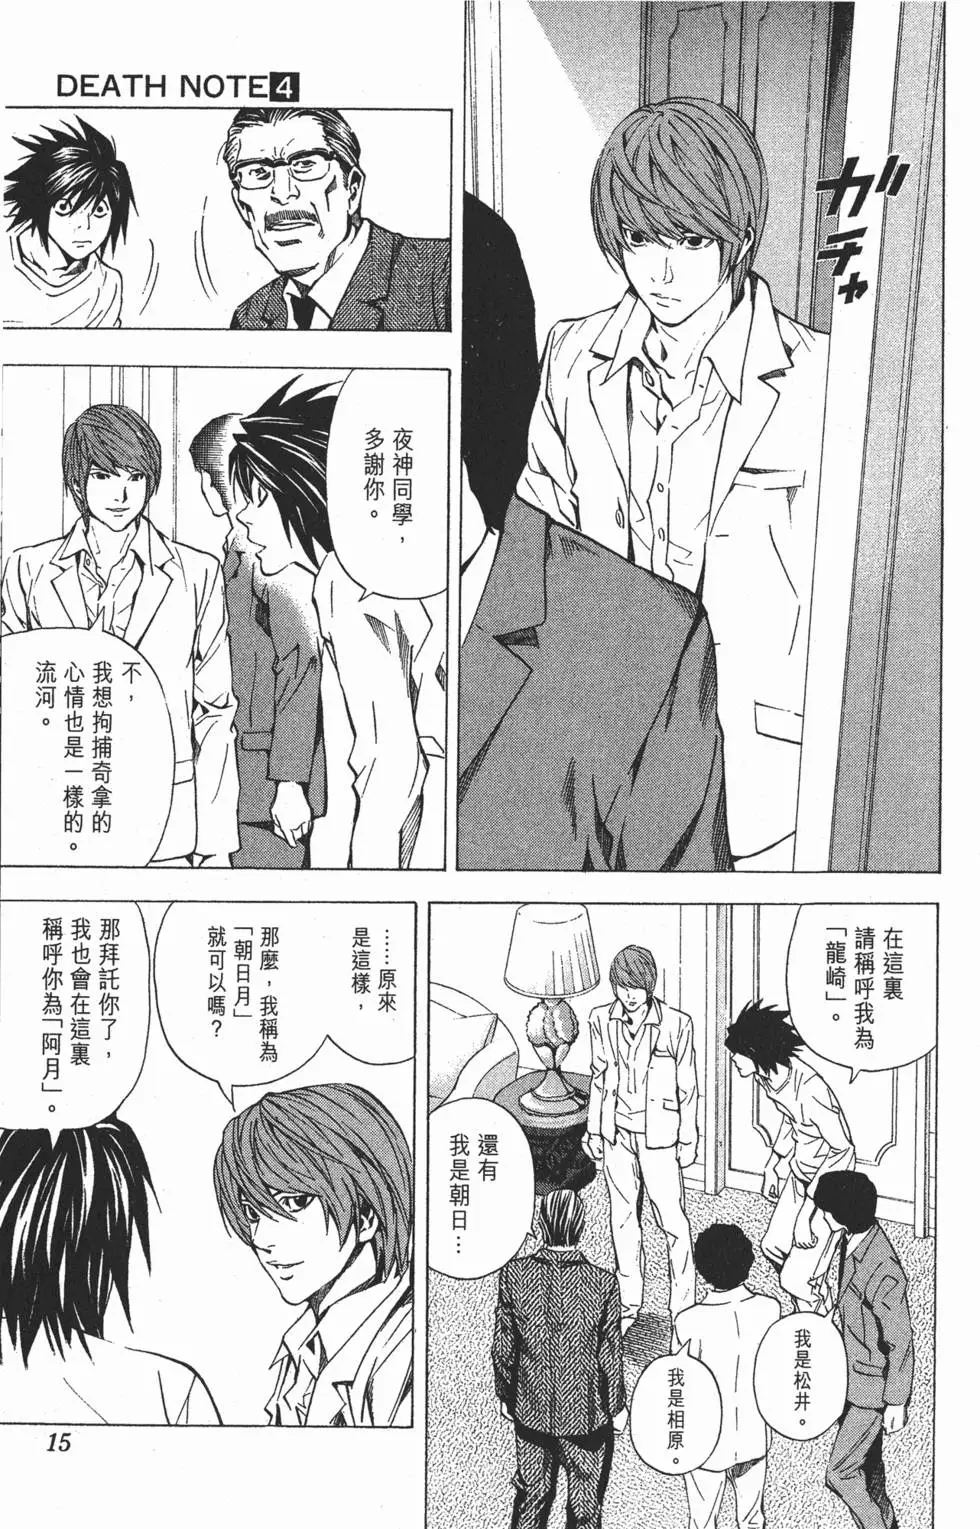 DEATH NOTE 4
ガチャ
夜神同學，
多謝你。
不，
我想拘捕奇拿的
心情也是一樣的。
流河。
在這裏
請稱呼我為
「龍崎」。
我是松井。
我是相原。
還有
我是朝日…
……原來
是這樣，
那麼，我稱為
「朝日月」
就可以嗎？
那拜託你了，
我也會在這裏
稱呼你為「阿月」。
15